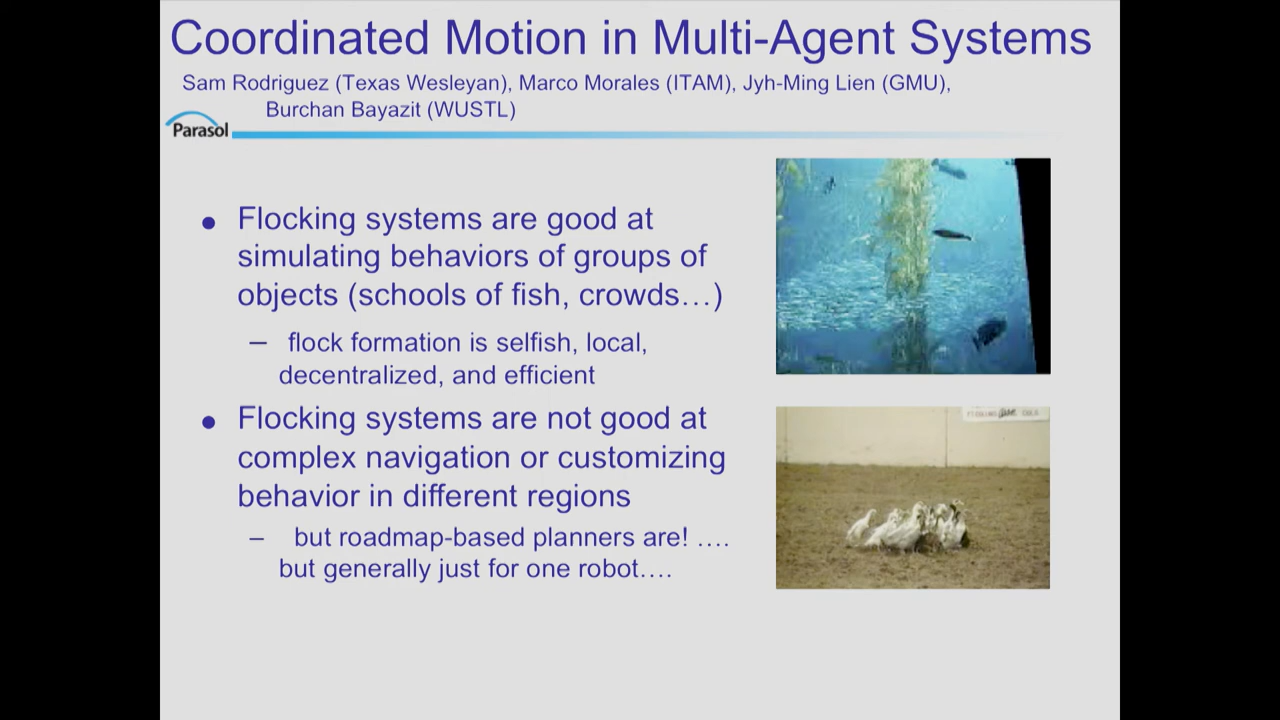 Coordinated Motion in Multi-Agent Systems
Sam Rodriguez (Texas Wesleyan), Marco Morales (ITAM), Jyh-Ming Lien (GMU),
Burchan Bayazit (WUSTL)
Parasol
• Flocking systems are good at
simulating behaviors of groups of
objects (schools of fish, crowds…)
– flock formation is selfish, local,
decentralized, and efficient
• Flocking systems are not good at
complex navigation or customizing
behavior in different regions
– but roadmap-based planners are! ….
but generally just for one robot….